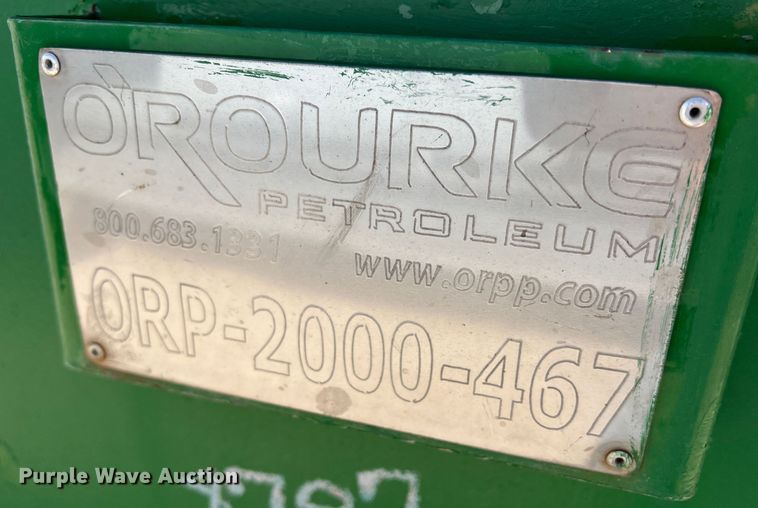 O'ROURKE
PETROLEUM
800.683.1331
www.orpp.com
ORP-2000-467
Purple Wave Auction